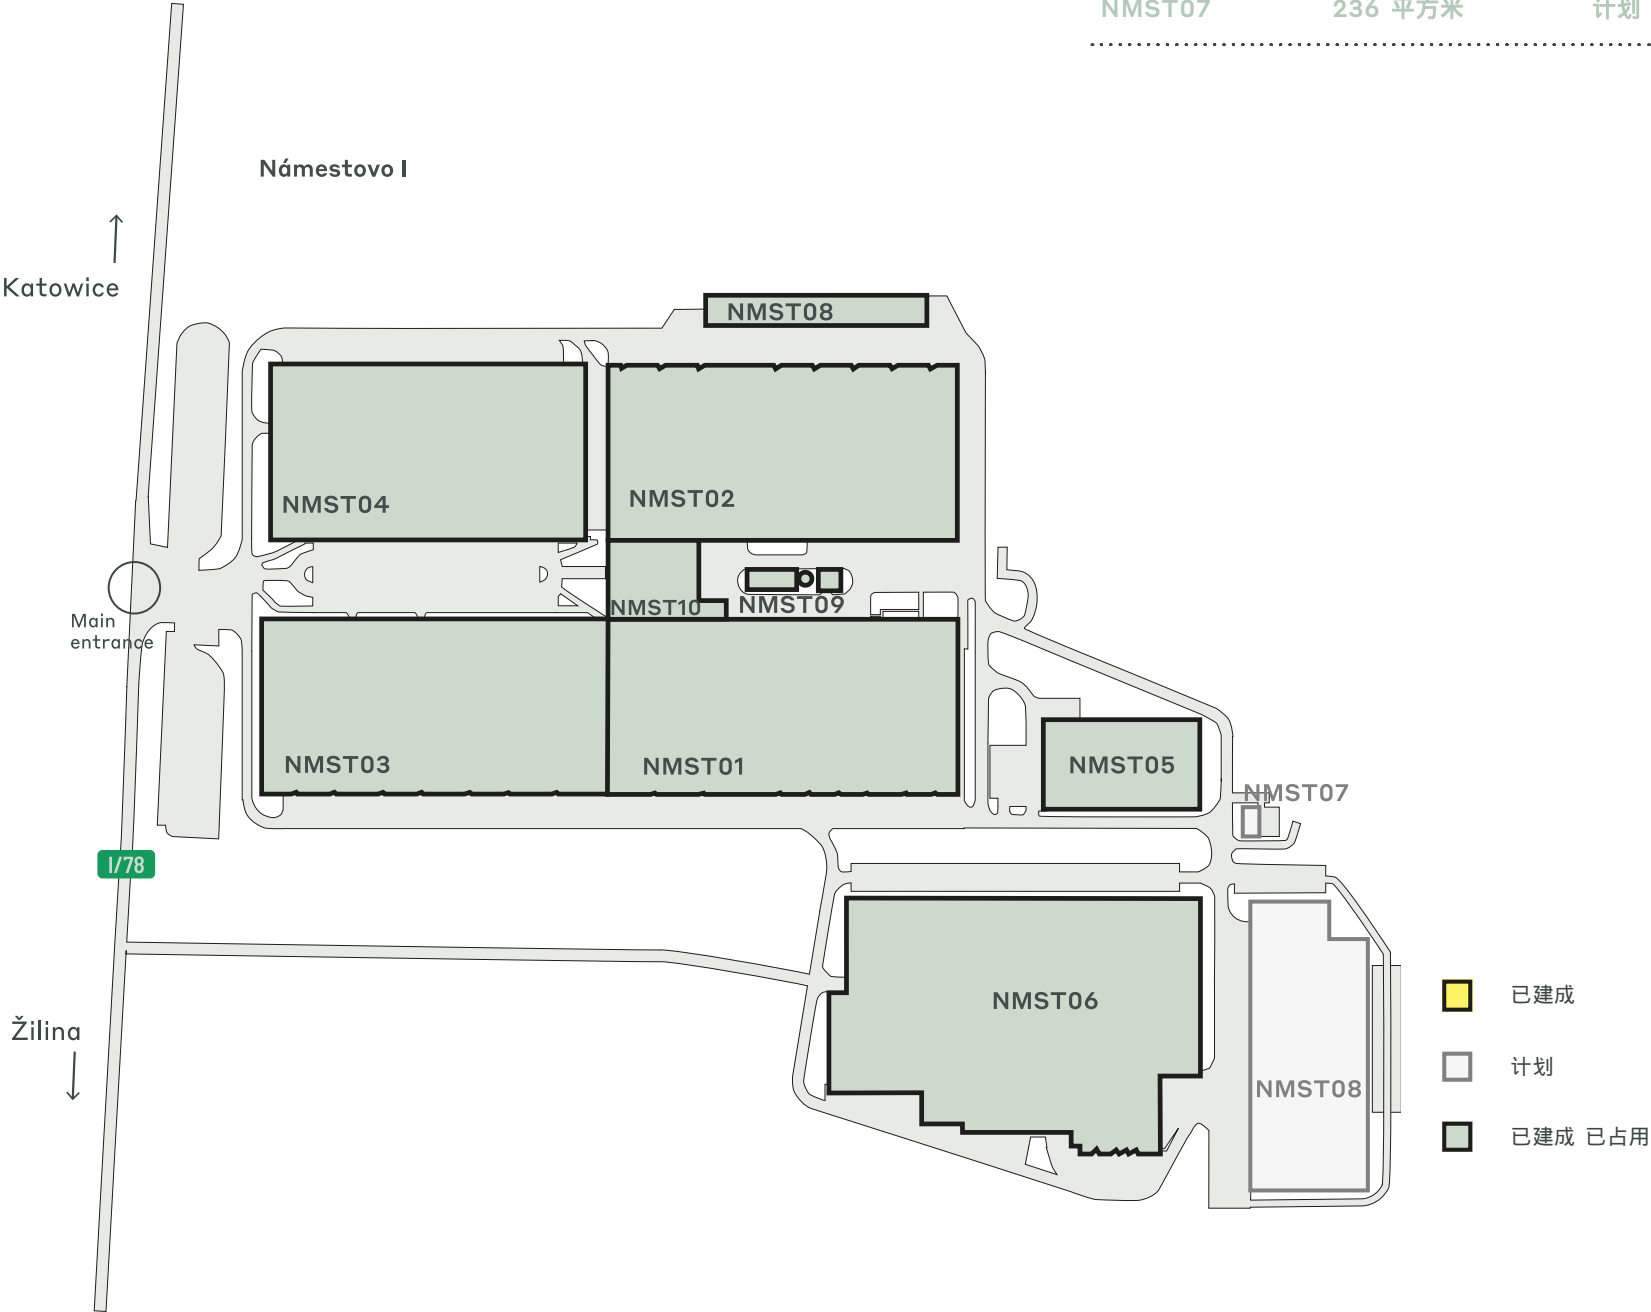 NMST07 236 平方米 计划
Námestovo I
Katowice
NMST08
NMST04
NMST02
NMST10
NMST09
Main
entrance
NMST03
NMST01
NMST05
NMST07
I/78
NMST06
已建成
Žilina
计划
NMST08
已建成 已占用